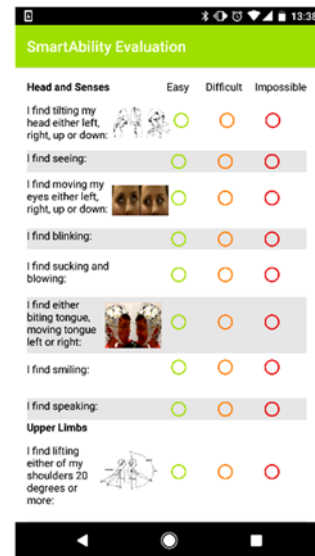 13:38
SmartAbility Evaluation
Head and Senses Easy Difficult Impossible
I find tilting my
head either left,
right, up or down:
I find seeing:
I find moving my
eyes either left,
right, up or down:
I find blinking:
I find sucking and
blowing:
I find either
biting tongue,
moving tongue
left or right:
I find smiling:
I find speaking:
Upper Limbs
I find lifting
either of my
shoulders 20
degrees or
more: